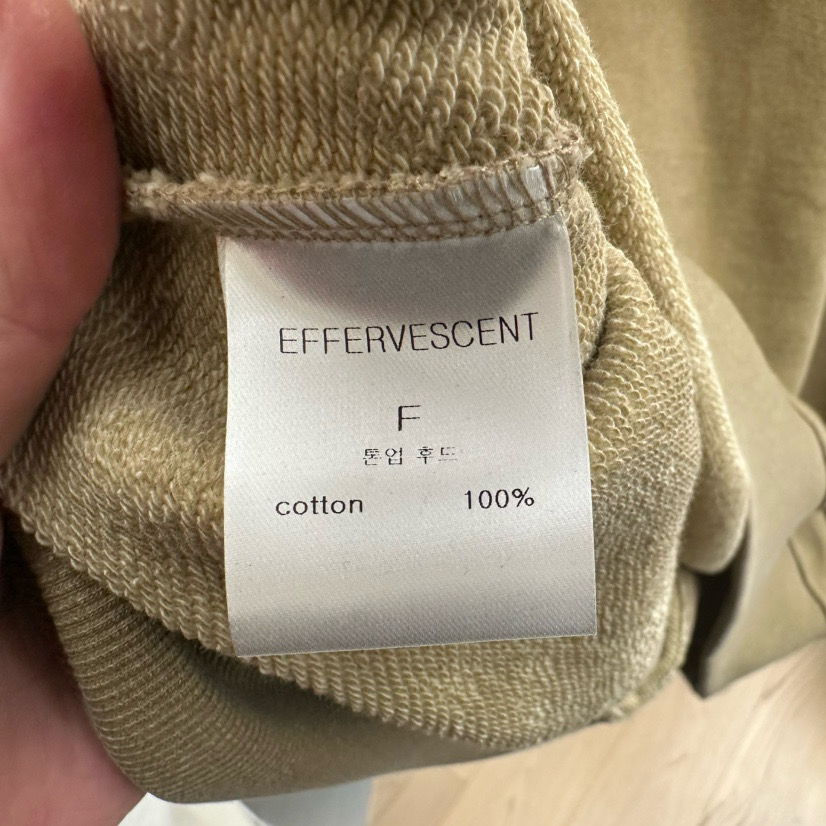 EFFERVESCENT
F
톤업 후드
cotton 100%